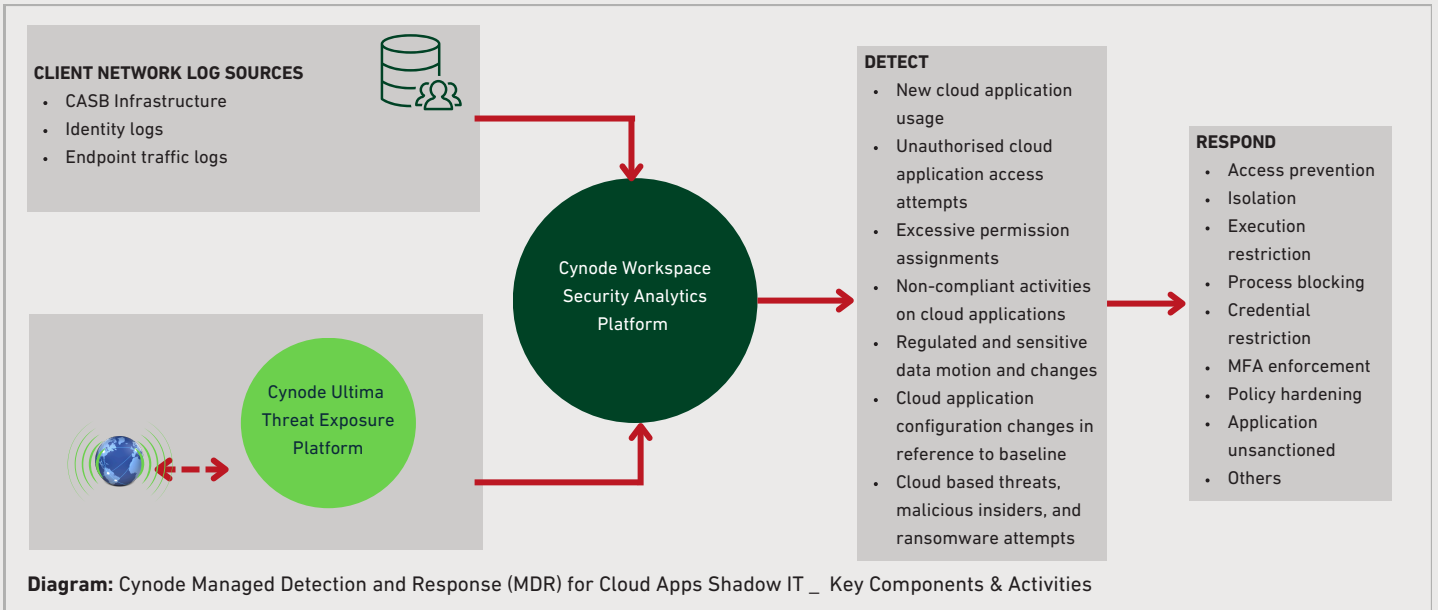 CLIENT NETWORK LOG SOURCES
• CASB Infrastructure
• Identity logs
• Endpoint traffic logs
Cynode Ultima
Threat Exposure
Platform
Cynode Workspace
Security Analytics
Platform
DETECT
• New cloud application
usage
• Unauthorised cloud
application access
attempts
• Excessive permission
assignments
• Non-compliant activities
on cloud applications
• Regulated and sensitive
data motion and changes
• Cloud application
configuration changes in
reference to baseline
• Cloud based threats,
malicious insiders, and
ransomware attempts
RESPOND
• Access prevention
• Isolation
• Execution
restriction
• Process blocking
• Credential
restriction
• MFA enforcement
• Policy hardening
• Application
unsanctioned
• Others
Diagram: Cynode Managed Detection and Response (MDR) for Cloud Apps Shadow IT _ Key Components & Activities